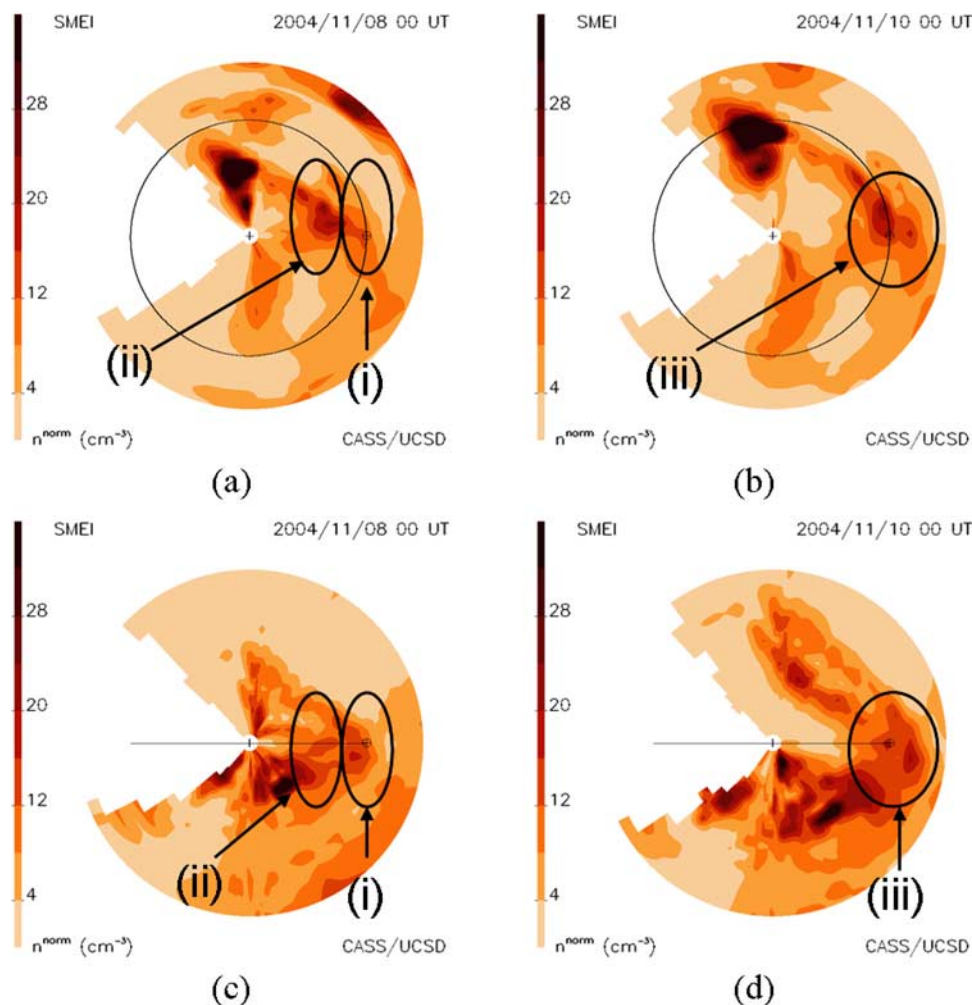 SMEI 2004/11/08 00 UT
28
20
12
4
(ii)
(i)
n^norm (cm^-3) CASS/UCSD
(a)
SMEI 2004/11/10 00 UT
28
20
12
4
(iii)
n^norm (cm^-3) CASS/UCSD
(b)
SMEI 2004/11/08 00 UT
28
20
12
4
(ii)
(i)
n^norm (cm^-3) CASS/UCSD
(c)
SMEI 2004/11/10 00 UT
28
20
12
4
(iii)
n^norm (cm^-3) CASS/UCSD
(d)